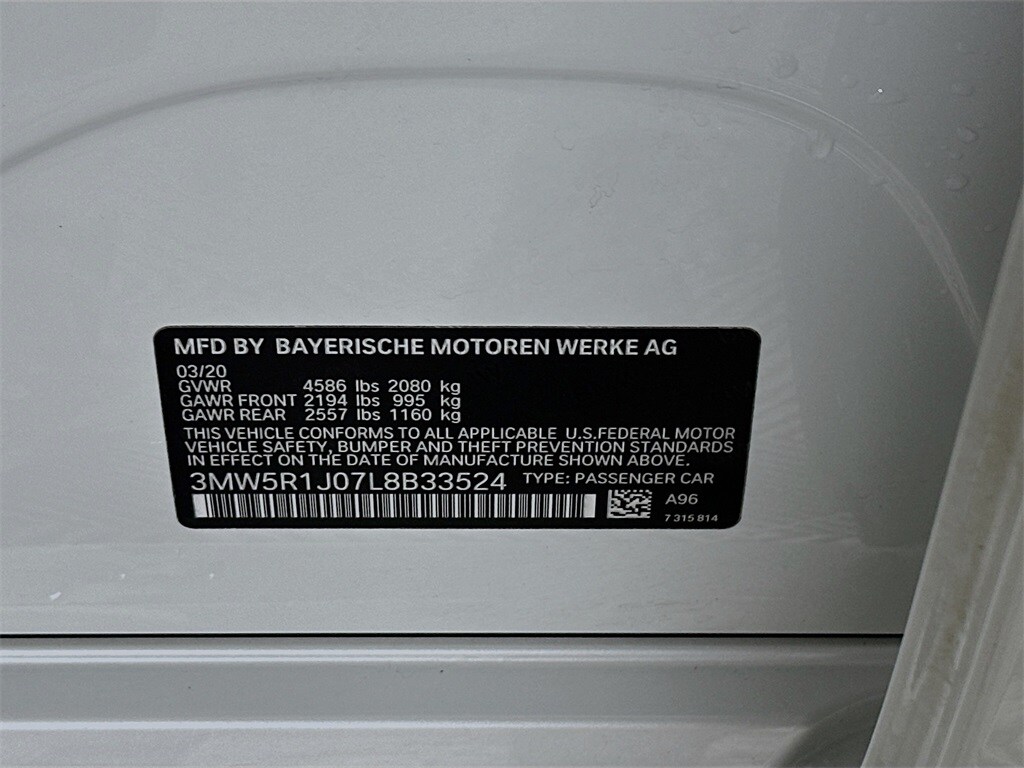 MFD BY BAYERISCHE MOTOREN WERKE AG
03/20
GVWR 4586 lbs 2080 kg
GAWR FRONT 2194 lbs 995 kg
GAWR REAR 2557 lbs 1160 kg
THIS VEHICLE CONFORMS TO ALL APPLICABLE U.S.FEDERAL MOTOR
VEHICLE SAFETY, BUMPER AND THEFT PREVENTION STANDARDS
IN EFFECT ON THE DATE OF MANUFACTURE SHOWN ABOVE.
3MW5R1J07L8B33524 TYPE: PASSENGER CAR
A96
7 315 814